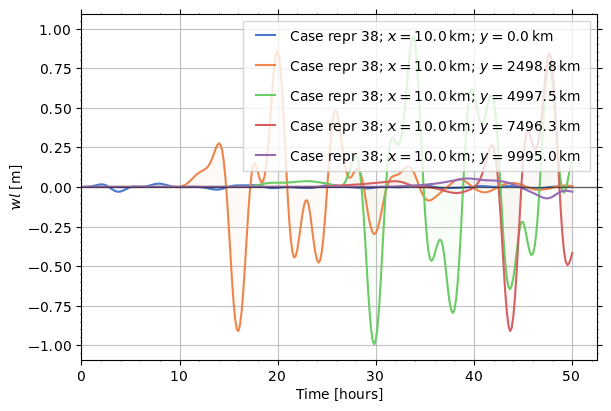 1.00
0.75
0.50
0.25
0.00
−0.25
−0.50
−0.75
−1.00
wl [m]
Case repr 38; x = 10.0 km; y = 0.0 km
Case repr 38; x = 10.0 km; y = 2498.8 km
Case repr 38; x = 10.0 km; y = 4997.5 km
Case repr 38; x = 10.0 km; y = 7496.3 km
Case repr 38; x = 10.0 km; y = 9995.0 km
0 10 20 30 40 50
Time [hours]